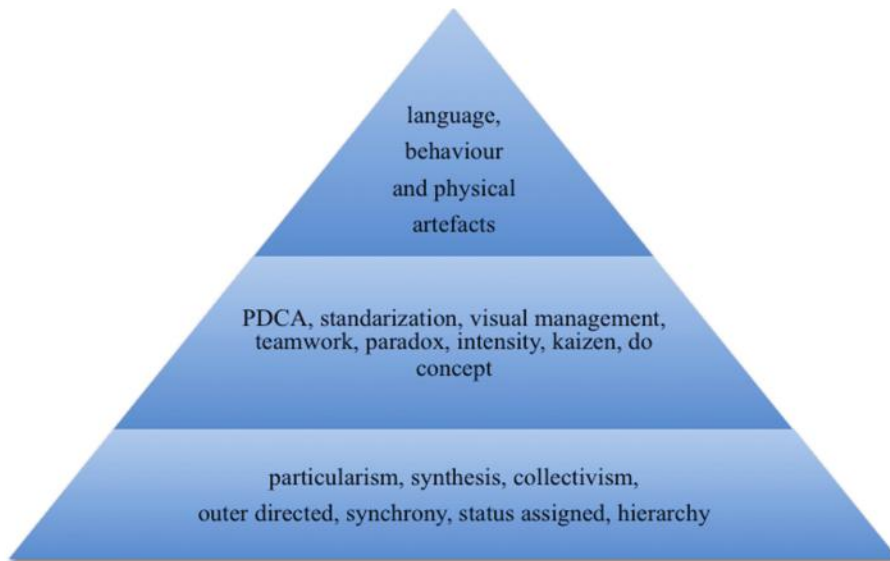 language,
behaviour
and physical
artefacts
PDCA, standarization, visual management,
teamwork, paradox, intensity, kaizen, do
concept
particularism, synthesis, collectivism,
outer directed, synchrony, status assigned, hierarchy